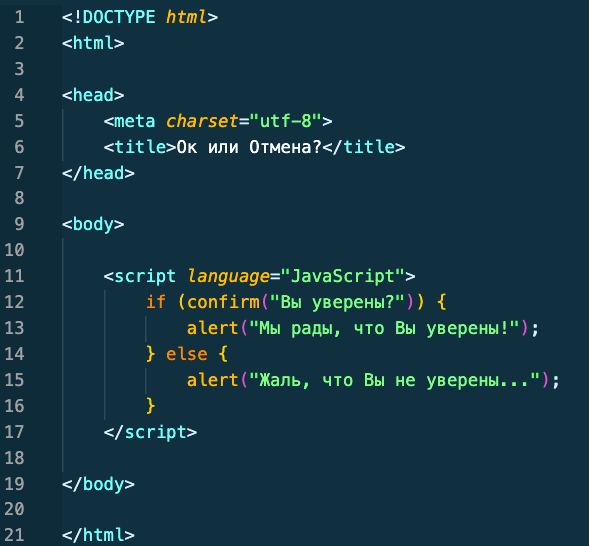 1 <!DOCTYPE html>
2 <html>
3
4 <head>
5     <meta charset="utf-8">
6     <title>Ок или Отмена?</title>
7 </head>
8
9 <body>
10
11     <script language="JavaScript">
12         if (confirm("Вы уверены?")) {
13             alert("Мы рады, что Вы уверены!");
14         } else {
15             alert("Жаль, что Вы не уверены...");
16         }
17     </script>
18
19 </body>
20
21 </html>